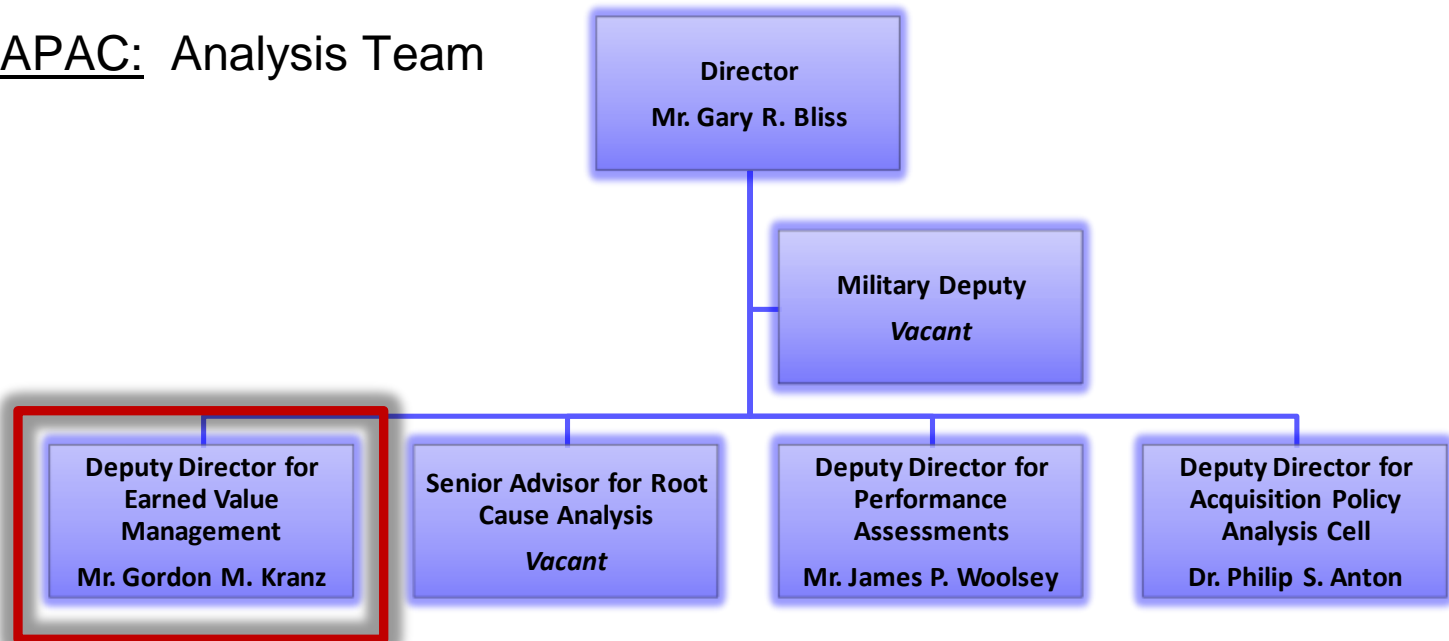 APAC: Analysis Team
Director
Mr. Gary R. Bliss
Military Deputy
Vacant
Deputy Director for
Earned Value
Management
Mr. Gordon M. Kranz
Senior Advisor for Root
Cause Analysis
Vacant
Deputy Director for
Performance
Assessments
Mr. James P. Woolsey
Deputy Director for
Acquisition Policy
Analysis Cell
Dr. Philip S. Anton